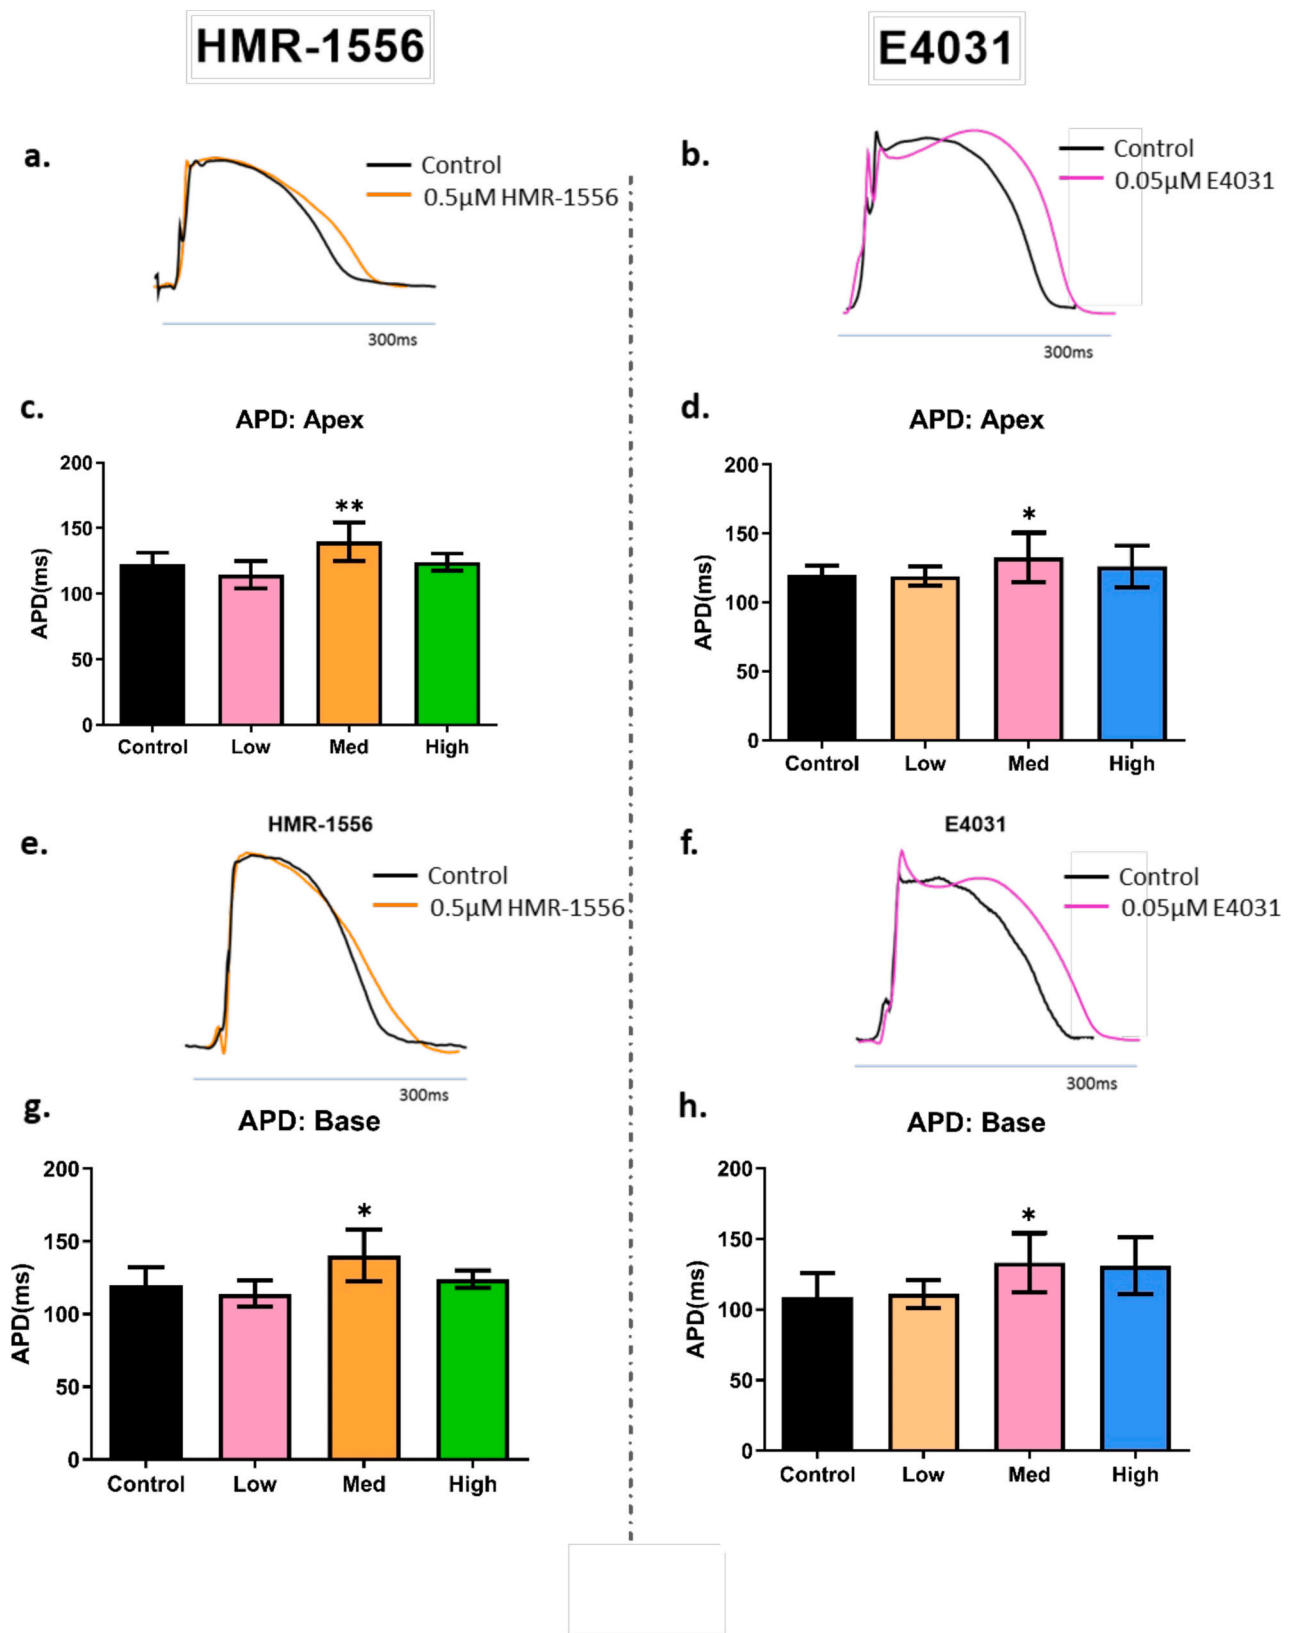 HMR-1556
E4031
a.
Control
0.5µM HMR-1556
300ms
b.
Control
0.05µM E4031
300ms
c.
APD: Apex
APD(ms)
200
150
100
50
0
**
Control Low Med High
d.
APD: Apex
APD(ms)
200
150
100
50
0
*
Control Low Med High
e.
HMR-1556
Control
0.5µM HMR-1556
300ms
f.
E4031
Control
0.05µM E4031
300ms
g.
APD: Base
APD(ms)
200
150
100
50
0
*
Control Low Med High
h.
APD: Base
APD(ms)
200
150
100
50
0
*
Control Low Med High